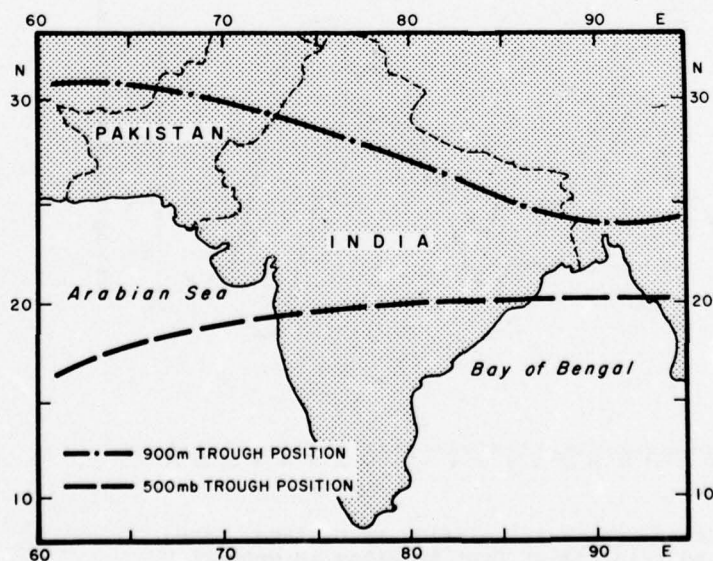 60 70 80 90 E
N N
30 30
PAKISTAN
INDIA
Arabian Sea
20 20
Bay of Bengal
900m TROUGH POSITION
500mb TROUGH POSITION
10 10
60 70 80 90 E